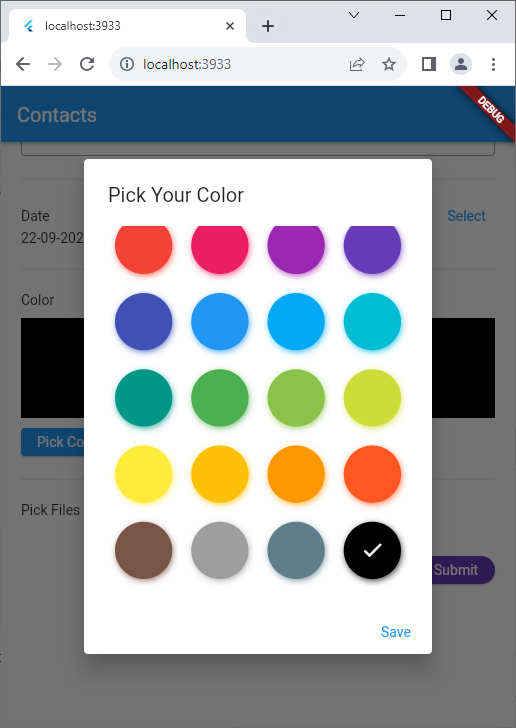 localhost:3933
localhost:3933
Contacts
DEBUG
Pick Your Color
Date
Select
22-09-202
Color
Pick Co
Pick Files
Submit
Save